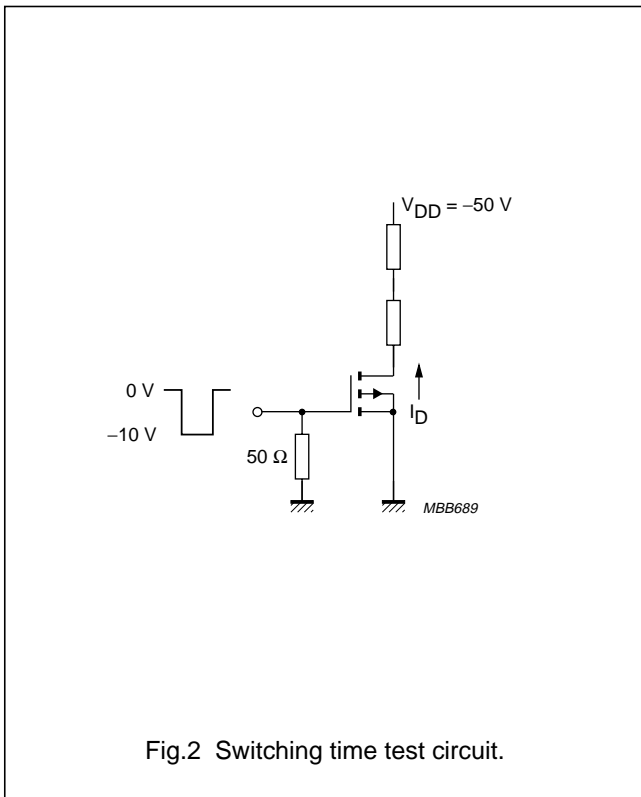 V_DD = −50 V
0 V
−10 V
I_D
50 Ω
MBB689
Fig.2 Switching time test circuit.